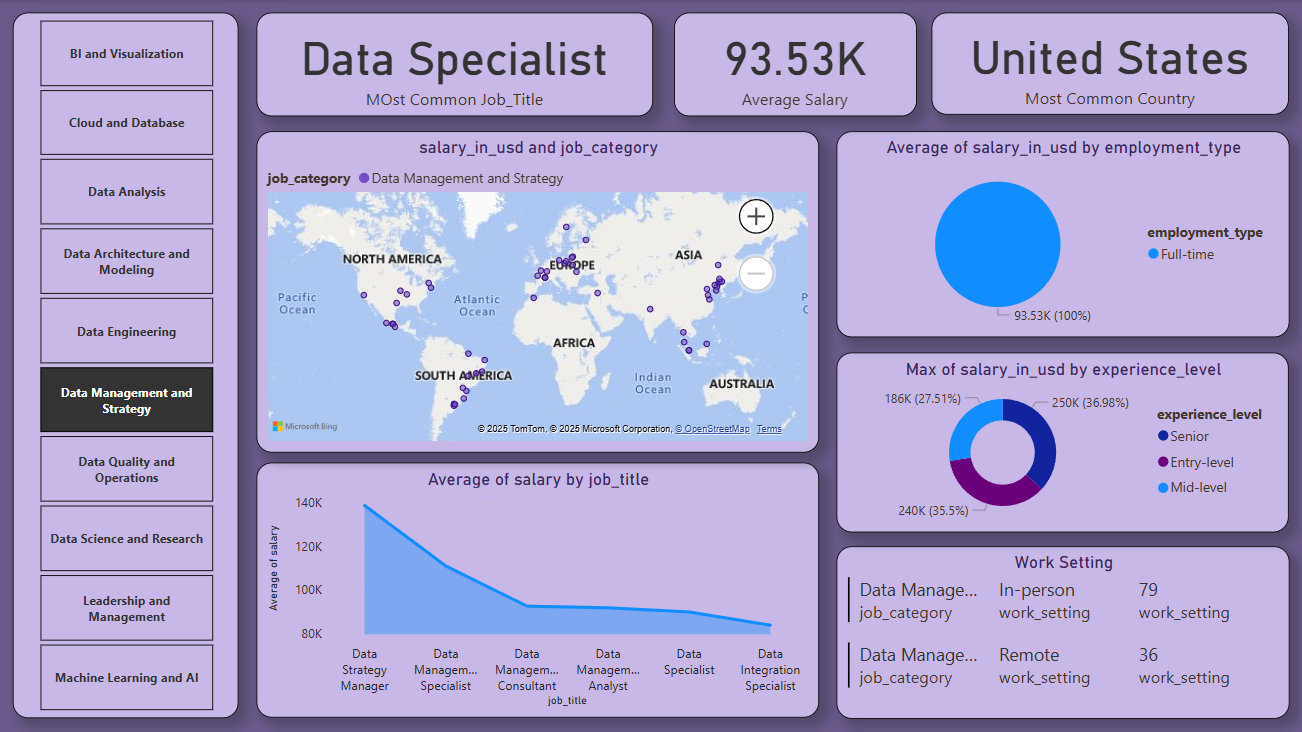 BI and Visualization
Cloud and Database
Data Analysis
Data Architecture and
Modeling
Data Engineering
Data Management and
Strategy
Data Quality and
Operations
Data Science and Research
Leadership and
Management
Machine Learning and AI
Data Specialist
MOst Common Job_Title
93.53K
Average Salary
United States
Most Common Country
salary_in_usd and job_category
job_category Data Management and Strategy
NORTH AMERICA
EUROPE
ASIA
Pacific
Ocean
Atlantic
Ocean
P
AFRICA
SOUTH AMERICA
Indian
Ocean
AUSTRALIA
Microsoft Bing
© 2025 TomTom, © 2025 Microsoft Corporation, © OpenStreetMap Terms
Average of salary_in_usd by employment_type
employment_type
Full-time
93.53K (100%)
Max of salary_in_usd by experience_level
186K (27.51%)
250K (36.98%)
240K (35.5%)
experience_level
Senior
Entry-level
Mid-level
Average of salary by job_title
Average of salary
140K
120K
100K
80K
Data
Strategy
Manager
Data
Managem...
Specialist
Data
Managem...
Consultant
Data
Managem...
Analyst
Data
Specialist
Data
Integration
Specialist
job_title
Work Setting
Data Manage... In-person 79
job_category work_setting work_setting
Data Manage... Remote 36
job_category work_setting work_setting